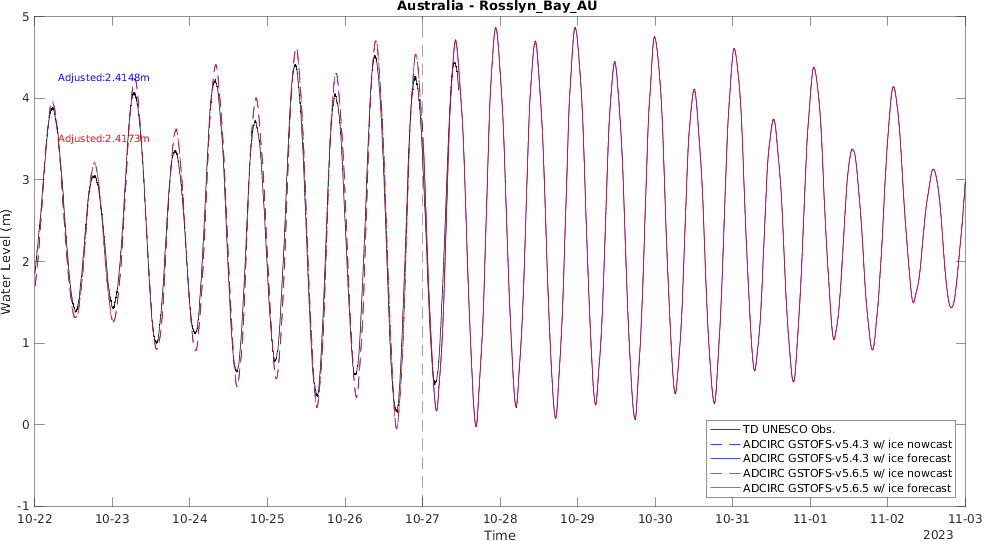 Australia - Rosslyn_Bay_AU
5
4
3
2
1
0
-1
Water Level (m)
Adjusted:2.4148m
Adjusted:2.4173m
TD UNESCO Obs.
ADCIRC GSTOFS-v5.4.3 w/ ice nowcast
ADCIRC GSTOFS-v5.4.3 w/ ice forecast
ADCIRC GSTOFS-v5.6.5 w/ ice nowcast
ADCIRC GSTOFS-v5.6.5 w/ ice forecast
10-22 10-23 10-24 10-25 10-26 10-27 10-28 10-29 10-30 10-31 11-01 11-02 11-03
Time
2023